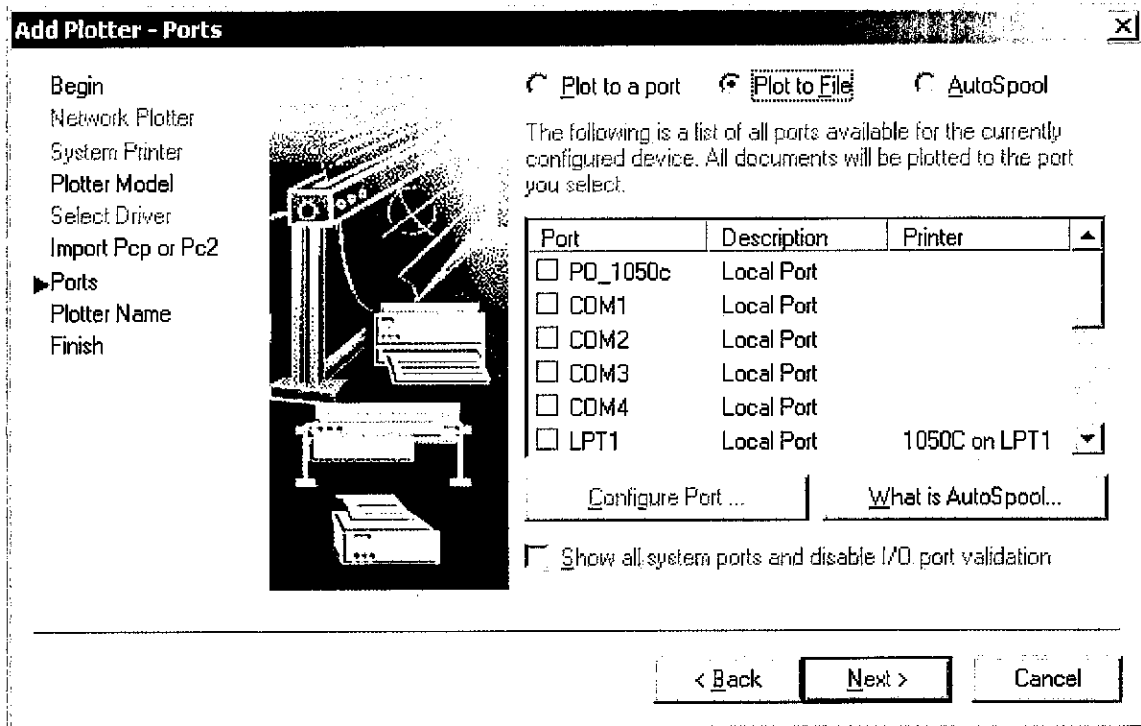 Add Plotter - Ports
Begin
Network Plotter
System Printer
Plotter Model
Select Driver
Import Pcp or Pc2
Ports
Plotter Name
Finish
Plot to a port Plot to File AutoSpool
The following is a list of all ports available for the currently
configured device. All documents will be plotted to the port
you select.
Port Description Printer
PO_1050c Local Port
COM1 Local Port
COM2 Local Port
COM3 Local Port
COM4 Local Port
LPT1 Local Port 1050C on LPT1
Configure Port ... What is AutoSpool...
Show all system ports and disable I/O port validation
< Back Next > Cancel